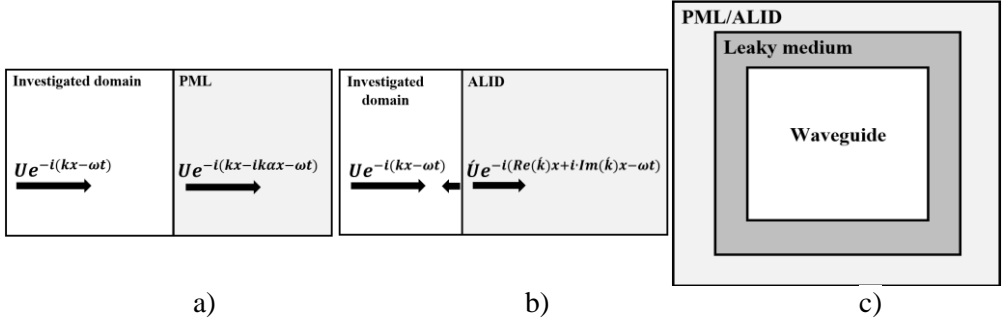 Investigated domain
PML
Ue^{-i(kx-ωt)}
Ue^{-i(kx-ikαx-ωt)}
a)
Investigated
domain
ALID
Ue^{-i(kx-ωt)}
Úe^{-i(Re(ḱ)x+i·Im(ḱ)x-ωt)}
b)
PML/ALID
Leaky medium
Waveguide
c)